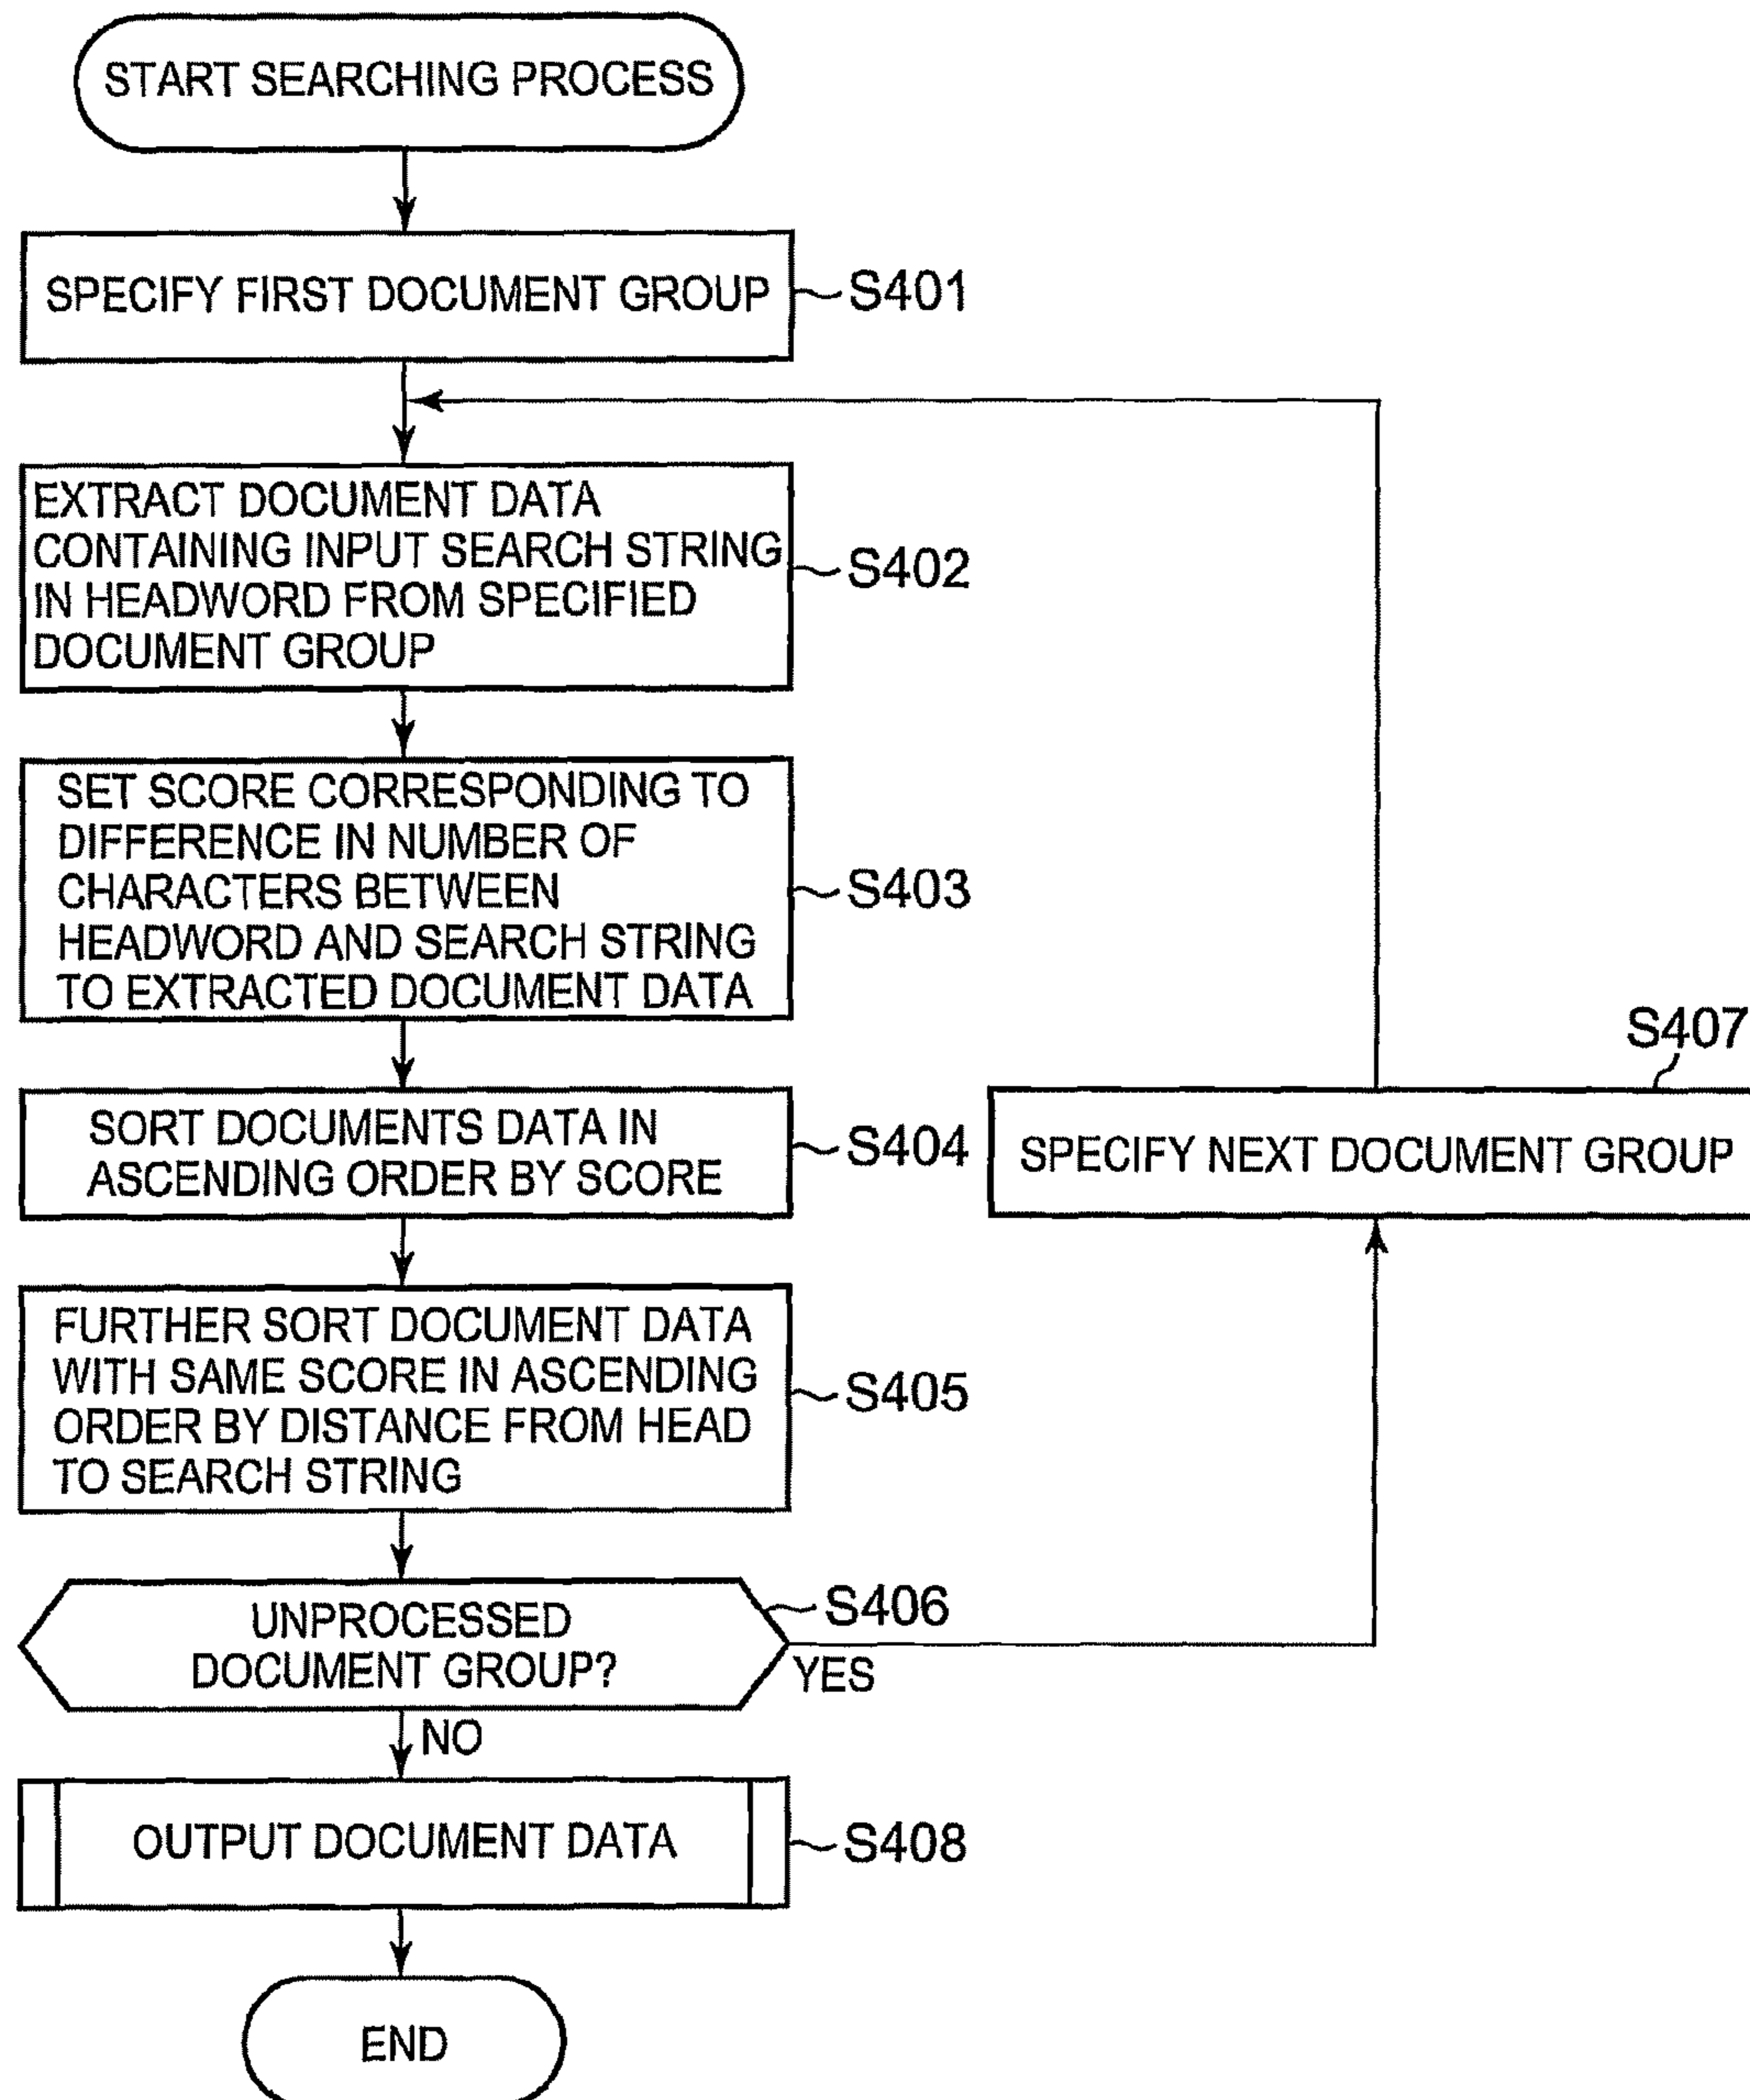 START SEARCHING PROCESS
SPECIFY FIRST DOCUMENT GROUP
S401
EXTRACT DOCUMENT DATA
CONTAINING INPUT SEARCH STRING
IN HEADWORD FROM SPECIFIED
DOCUMENT GROUP
S402
SET SCORE CORRESPONDING TO
DIFFERENCE IN NUMBER OF
CHARACTERS BETWEEN
HEADWORD AND SEARCH STRING
TO EXTRACTED DOCUMENT DATA
S403
SORT DOCUMENTS DATA IN
ASCENDING ORDER BY SCORE
S404
S407
SPECIFY NEXT DOCUMENT GROUP
FURTHER SORT DOCUMENT DATA
WITH SAME SCORE IN ASCENDING
ORDER BY DISTANCE FROM HEAD
TO SEARCH STRING
S405
UNPROCESSED
DOCUMENT GROUP?
S406
YES
NO
OUTPUT DOCUMENT DATA
S408
END